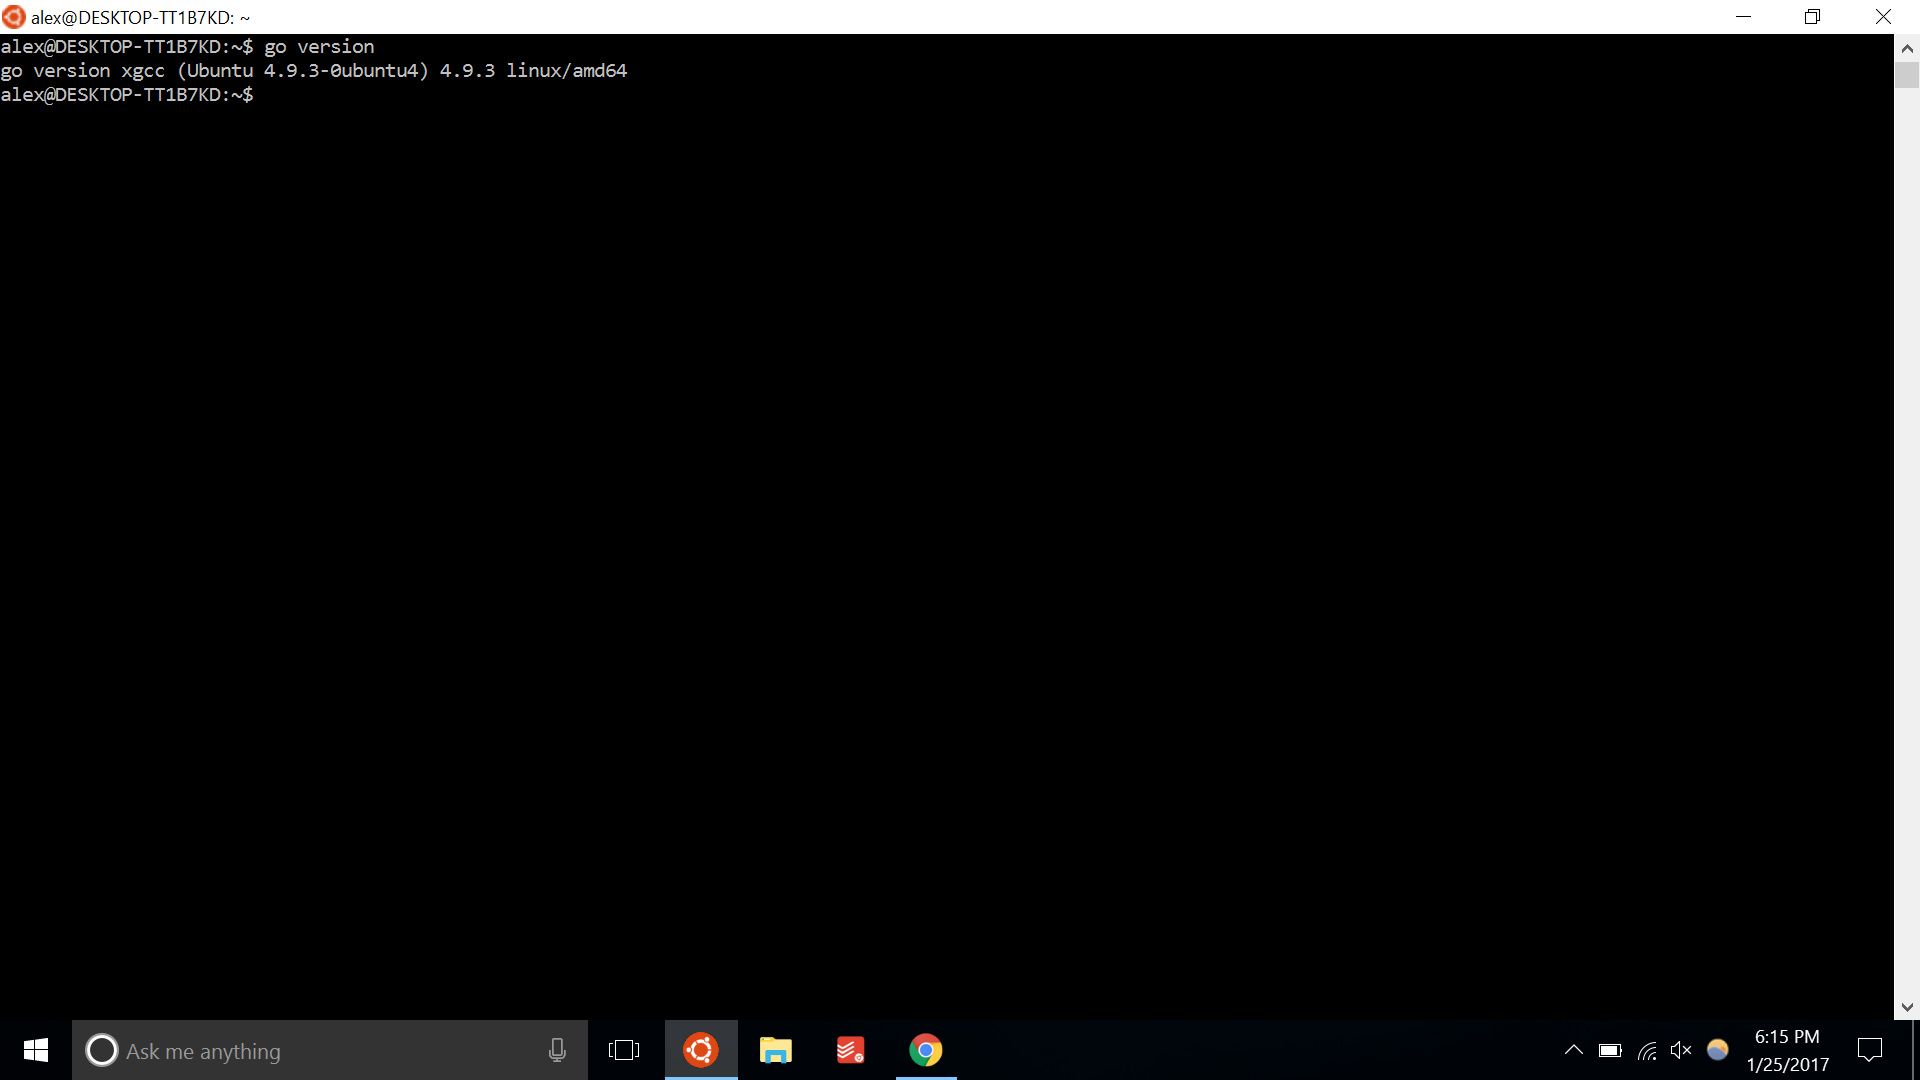 alex@DESKTOP-TT1B7KD: ~
alex@DESKTOP-TT1B7KD:~$ go version
go version xgcc (Ubuntu 4.9.3-0ubuntu4) 4.9.3 linux/amd64
alex@DESKTOP-TT1B7KD:~$
Ask me anything
6:15 PM
1/25/2017